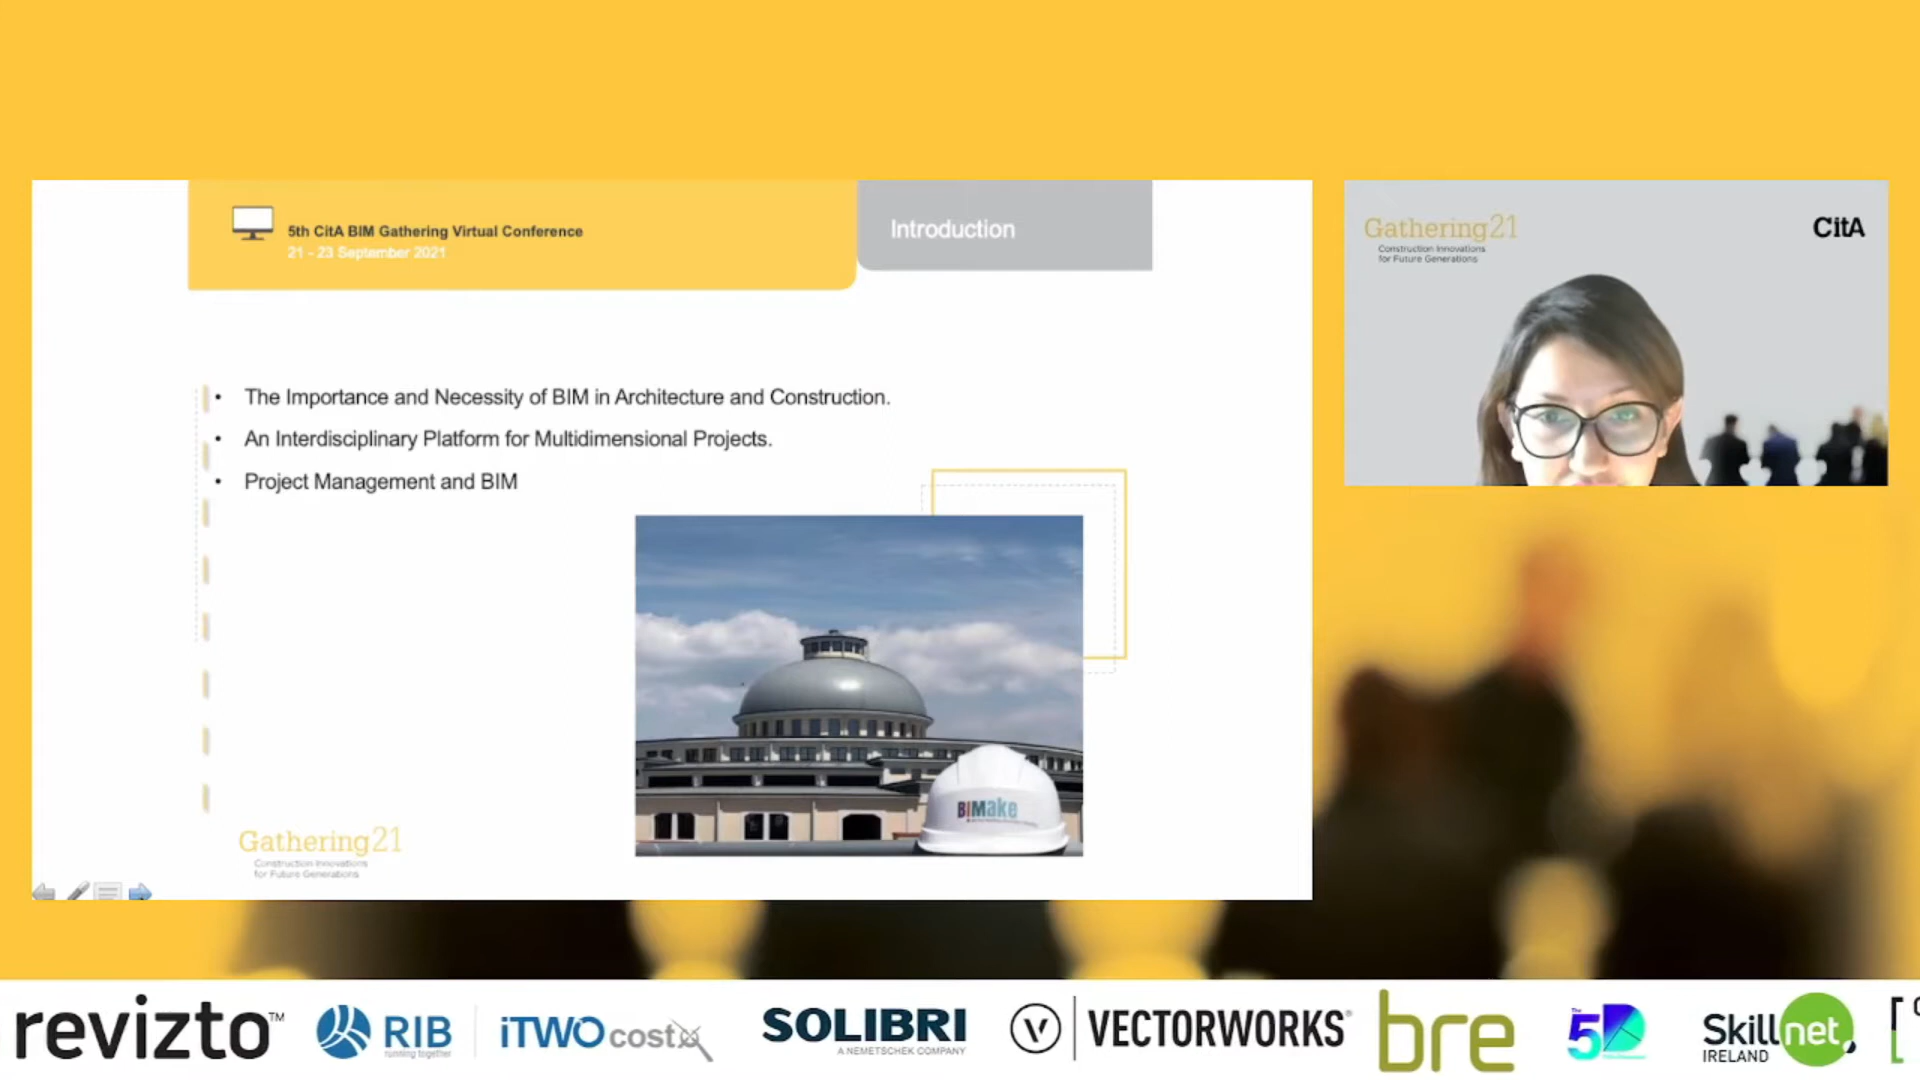 5th CitA BIM Gathering Virtual Conference
21 - 23 September 2021
Introduction
• The Importance and Necessity of BIM in Architecture and Construction.
• An Interdisciplinary Platform for Multidimensional Projects.
• Project Management and BIM
BIMake
Gathering21
Construction Innovations
for Future Generations
Gathering21
Construction Innovations
for Future Generations
CitA
revizto™
RIB
running together
iTWO costX
SOLIBRI
A NEMETSCHEK COMPANY
V VECTORWORKS®
bre
The 5D
Skillnet
IRELAND